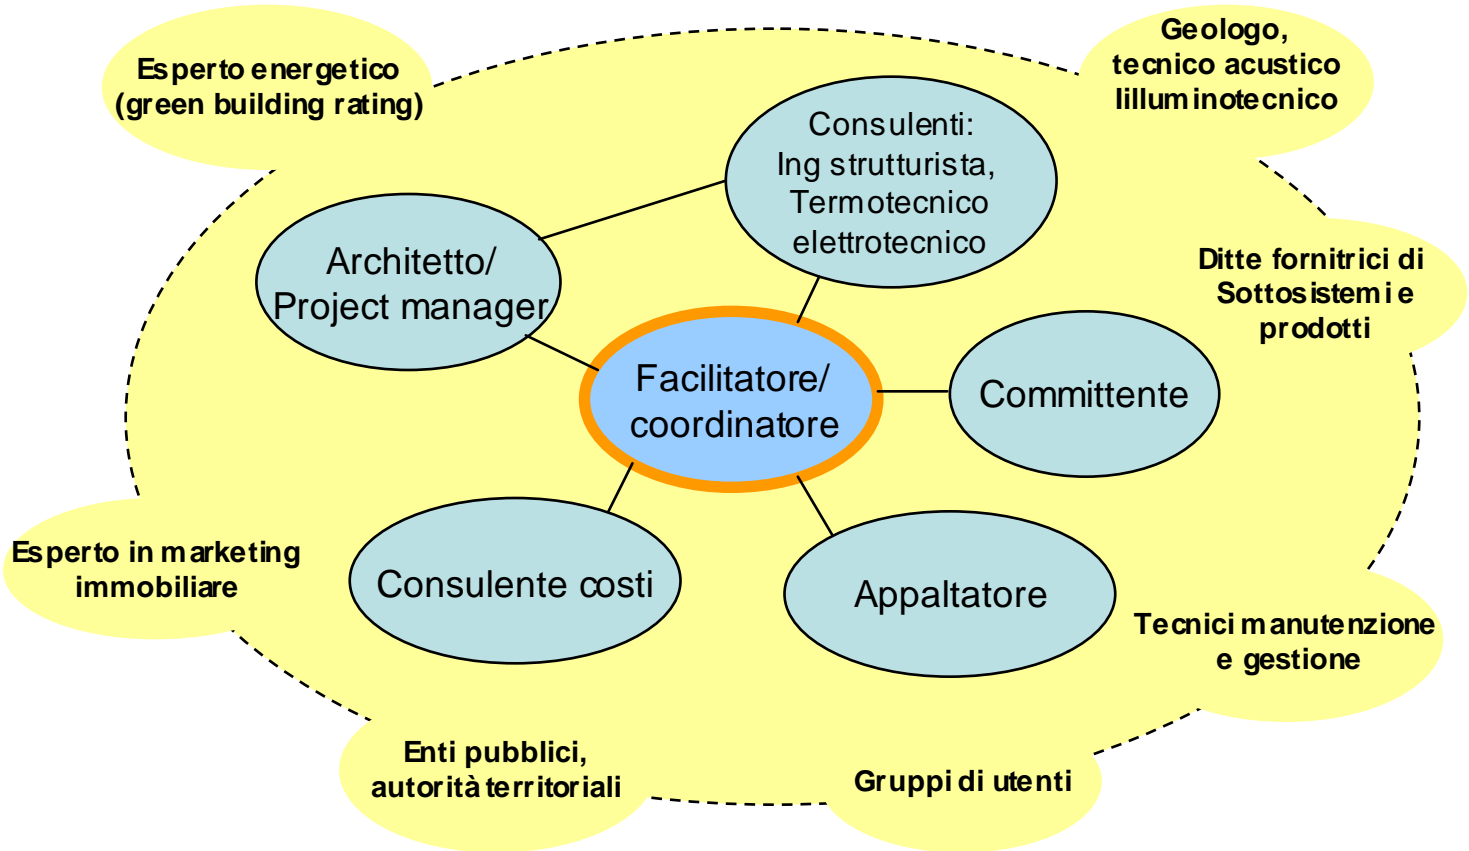 Esperto energetico
(green building rating)
Geologo,
tecnico acustico
lilluminotecnico
Consulenti:
Ing strutturista,
Termotecnico
elettrotecnico
Architetto/
Project manager
Ditte fornitrici di
Sottosistemi e
prodotti
Facilitatore/
coordinatore
Committente
Esperto in marketing
immobiliare
Consulente costi
Appaltatore
Tecnici manutenzione
e gestione
Enti pubblici,
autorità territoriali
Gruppi di utenti